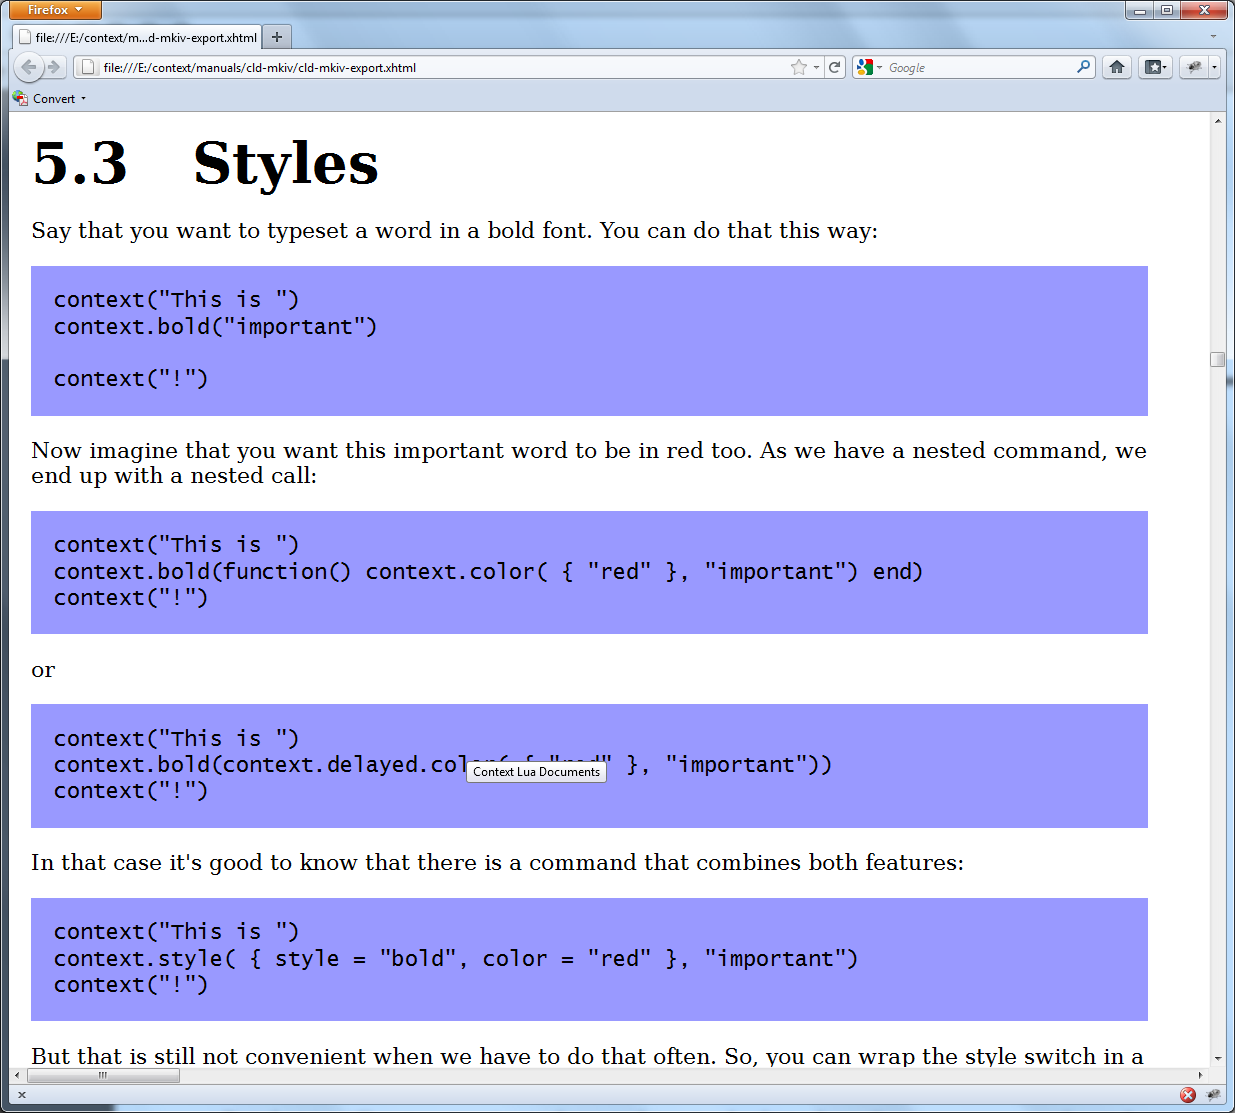 Firefox
file:///E:/context/m...d-mkiv-export.xhtml
file:///E:/context/manuals/cld-mkiv/cld-mkiv-export.xhtml
Google
Convert
5.3 Styles
Say that you want to typeset a word in a bold font. You can do that this way:
context("This is ")
context.bold("important")
context("!")
Now imagine that you want this important word to be in red too. As we have a nested command, we
end up with a nested call:
context("This is ")
context.bold(function() context.color( { "red" }, "important") end)
context("!")
or
context("This is ")
context.bold(context.delayed.color( { "red" }, "important"))
Context Lua Documents
context("!")
In that case it's good to know that there is a command that combines both features:
context("This is ")
context.style( { style = "bold", color = "red" }, "important")
context("!")
But that is still not convenient when we have to do that often. So, you can wrap the style switch in a